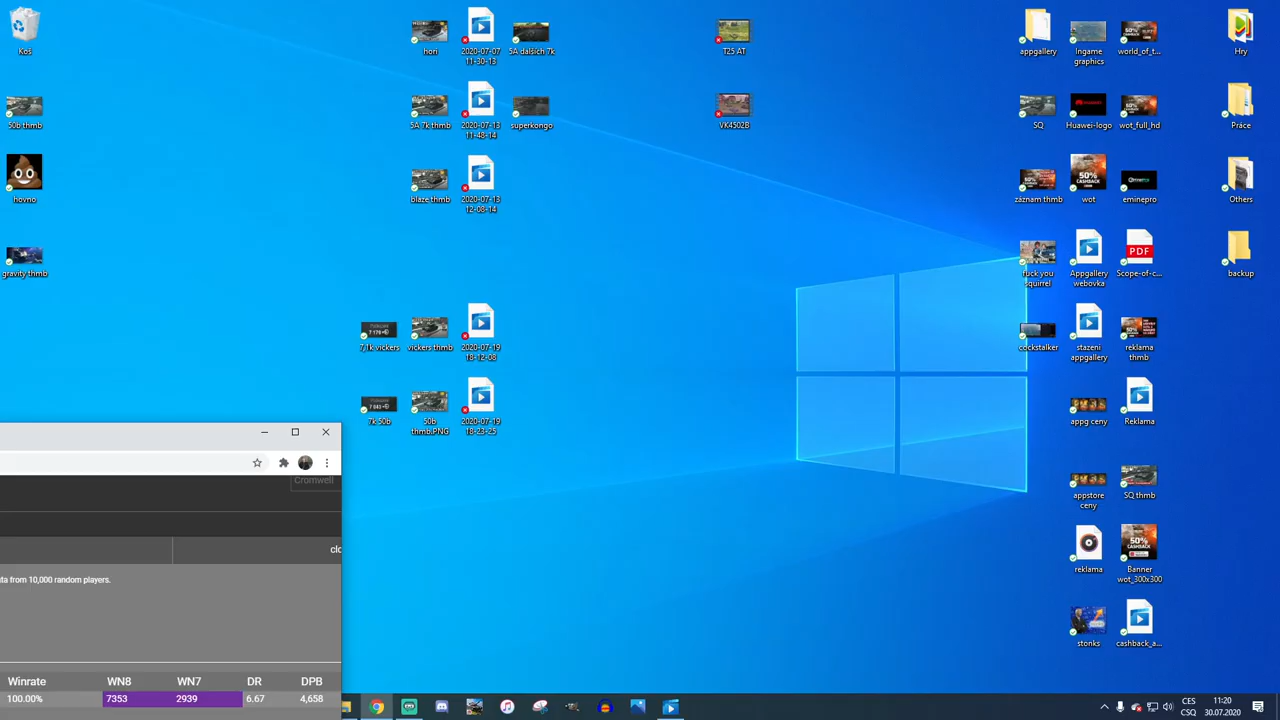 Koš
50b thmb
hovno
gravity thmb
hori
5A 7k thmb
blaze thmb
7,1k vickers
vickers thmb
7k 50b
50b
thmb.PNG
2020-07-07
11-30-13
2020-07-13
11-48-14
2020-07-13
12-08-14
2020-07-19
18-12-08
2020-07-19
18-23-25
5A dalsich 7k
superkongo
T25 AT
VK4502B
appgallery
SQ
záznam thmb
fuck you
squirrel
cockstalker
Ingame
graphics
Huawei-logo
wot
Appgallery
webovka
stazeni
appgallery
appg ceny
appstore
ceny
reklama
stonks
world_of_t...
wot_full_hd
eminepro
Scope-of-c...
reklama
thmb
Reklama
SQ thmb
Banner
wot_300x300
cashback_a...
Hry
Práce
Others
backup
50%
CASHBACK
PDF
Cromwell
clo
ta from 10,000 random players.
Winrate WN8 WN7 DR DPB
100.00% 7353 2939 6.67 4,658
CES
CSQ
11:20
30.07.2020